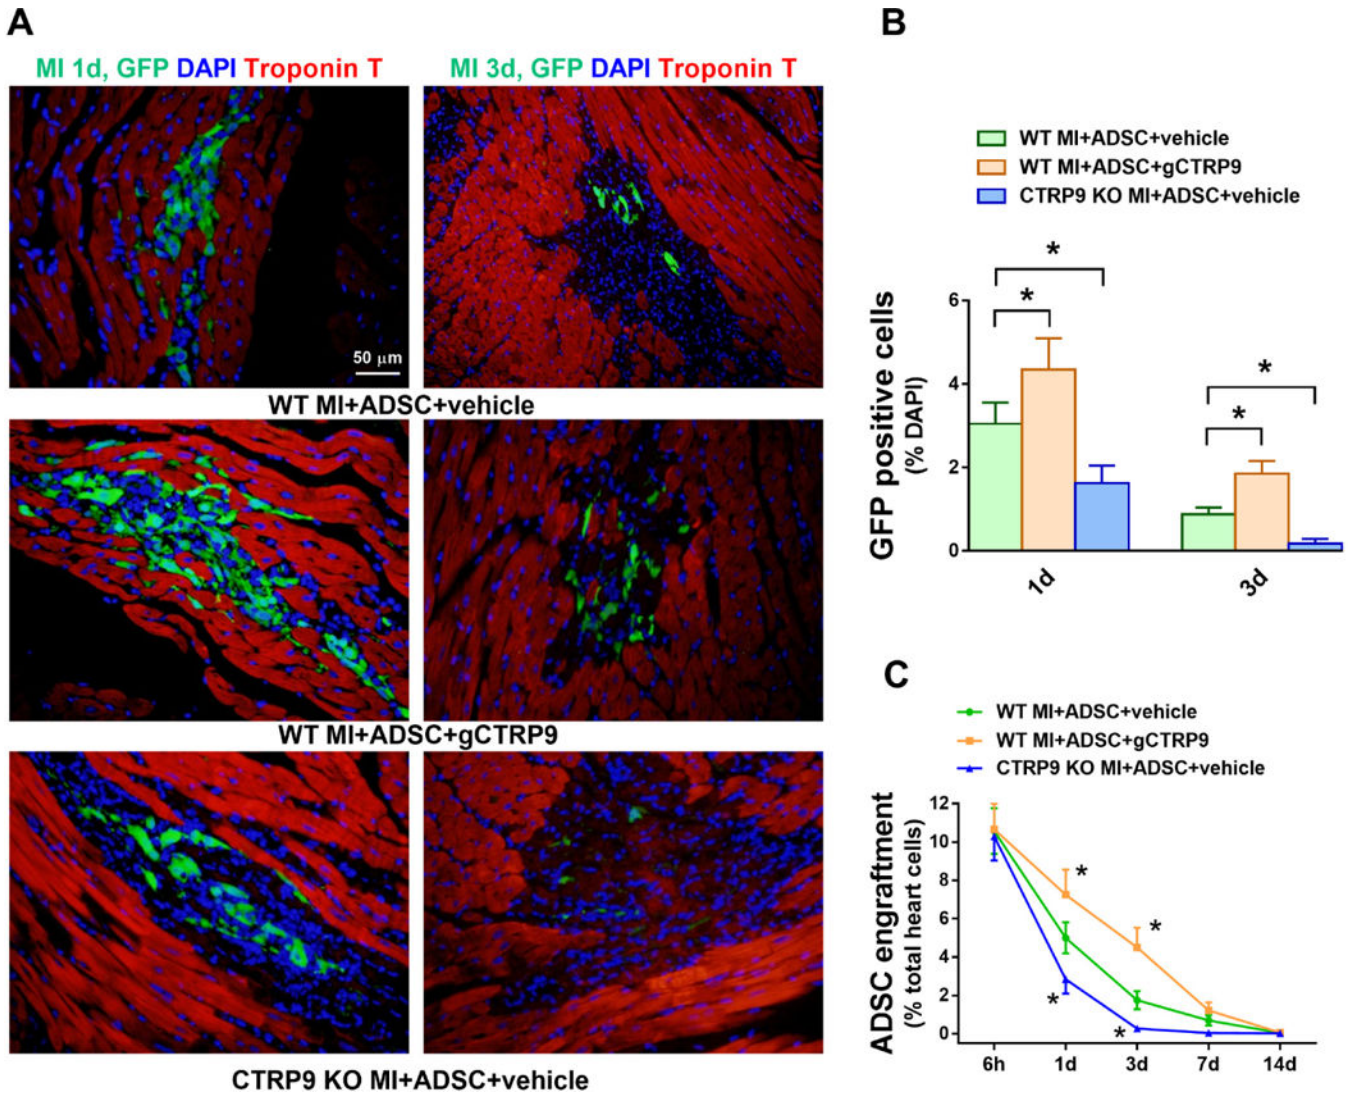 A
MI 1d, GFP DAPI Troponin T
MI 3d, GFP DAPI Troponin T
50 μm
WT MI+ADSC+vehicle
WT MI+ADSC+gCTRP9
CTRP9 KO MI+ADSC+vehicle
B
WT MI+ADSC+vehicle
WT MI+ADSC+gCTRP9
CTRP9 KO MI+ADSC+vehicle
GFP positive cells
(% DAPI)
6
4
2
0
*
*
*
*
1d
3d
C
WT MI+ADSC+vehicle
WT MI+ADSC+gCTRP9
CTRP9 KO MI+ADSC+vehicle
ADSC engraftment
(% total heart cells)
12
10
8
6
4
2
0
*
*
*
*
6h 1d 3d 7d 14d